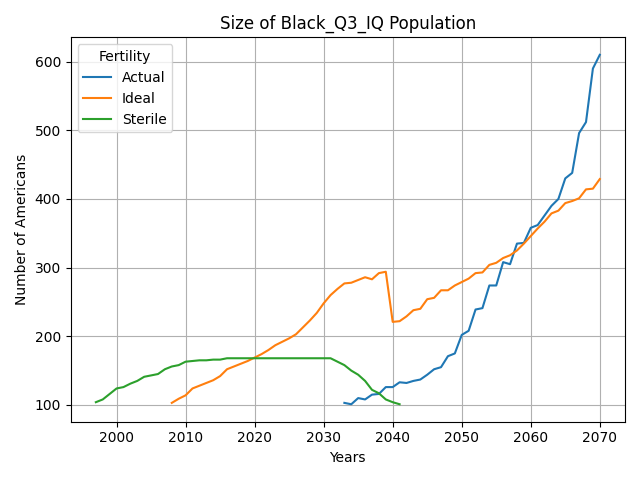 Size of Black_Q3_IQ Population
Fertility
Actual
Ideal
Sterile
Number of Americans
600
500
400
300
200
100
2000
2010
2020
2030
2040
2050
2060
2070
Years